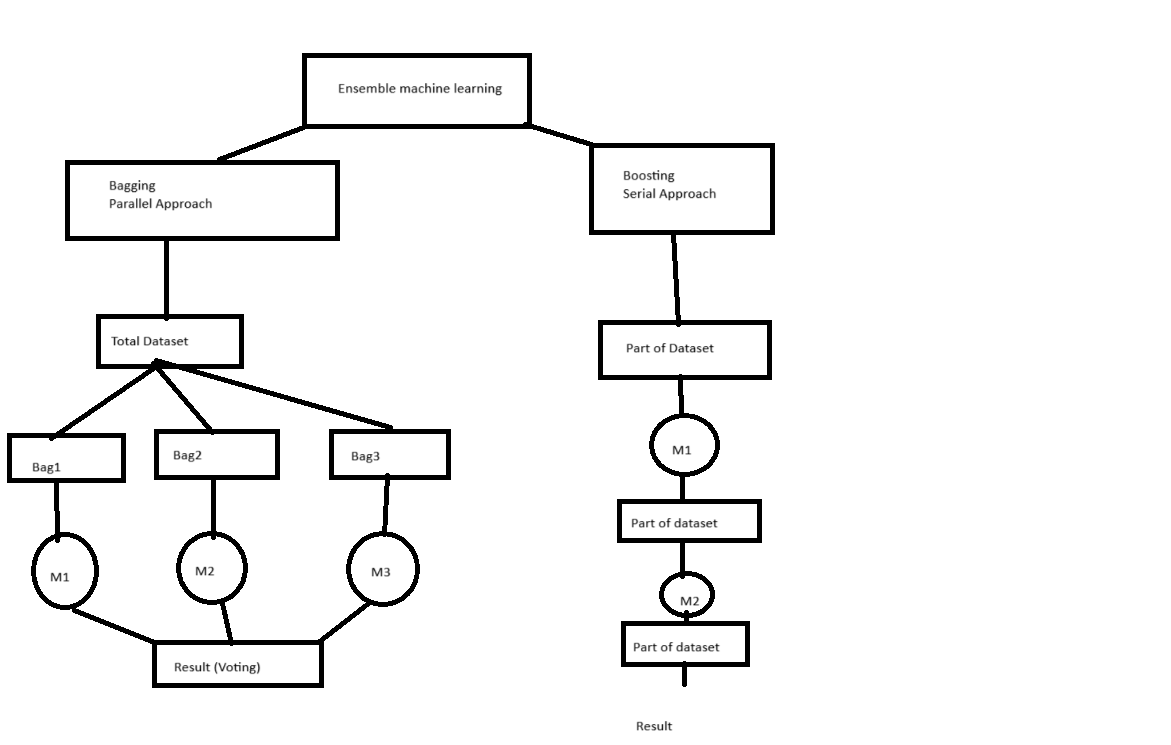 Ensemble machine learning
Bagging
Parallel Approach
Total Dataset
Bag1
Bag2
Bag3
M1
M2
M3
Result (Voting)
Boosting
Serial Approach
Part of Dataset
M1
Part of dataset
M2
Part of dataset
Result